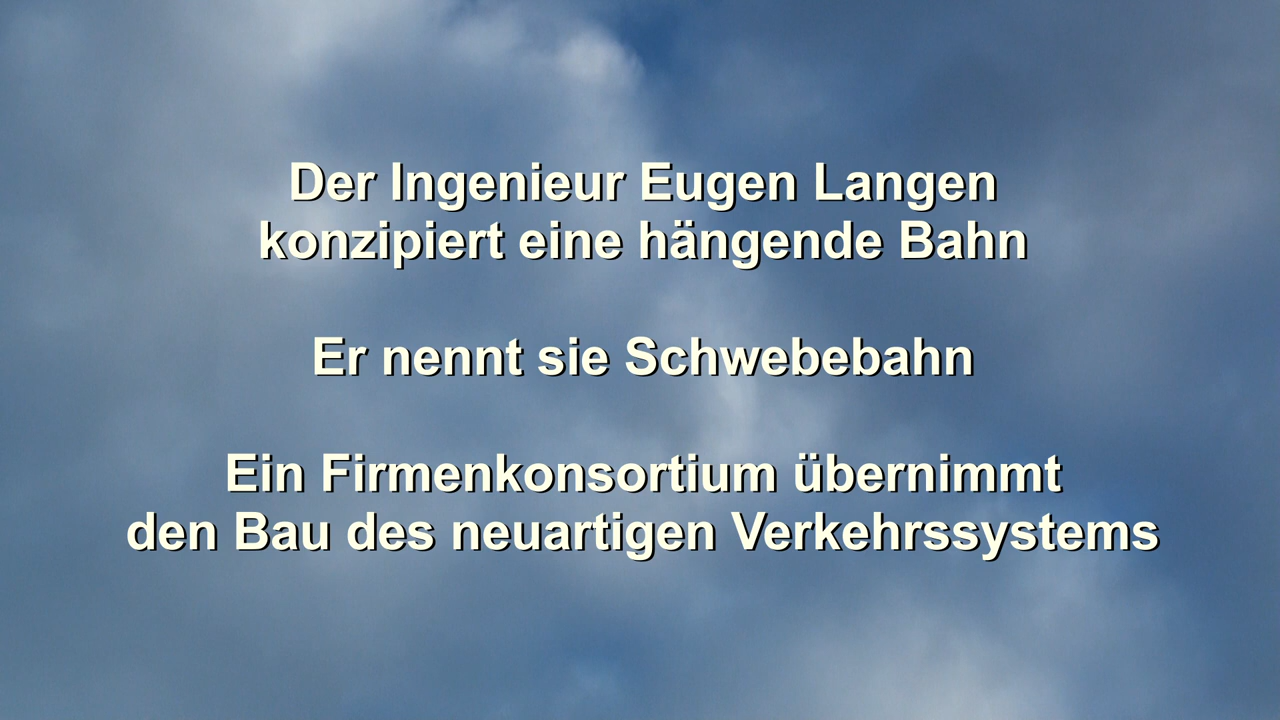 Der Ingenieur Eugen Langen
konzipiert eine hängende Bahn
Er nennt sie Schwebebahn
Ein Firmenkonsortium übernimmt
den Bau des neuartigen Verkehrssystems